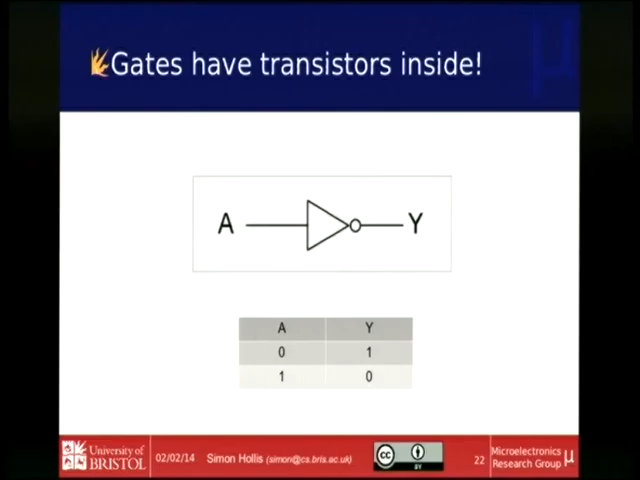 Gates have transistors inside!
μ
A
Y
A Y
0 1
1 0
University of
BRISTOL
02/02/14
Simon Hollis (simon@cs.bris.ac.uk)
cc
BY
22
Microelectronics
Research Group
μ